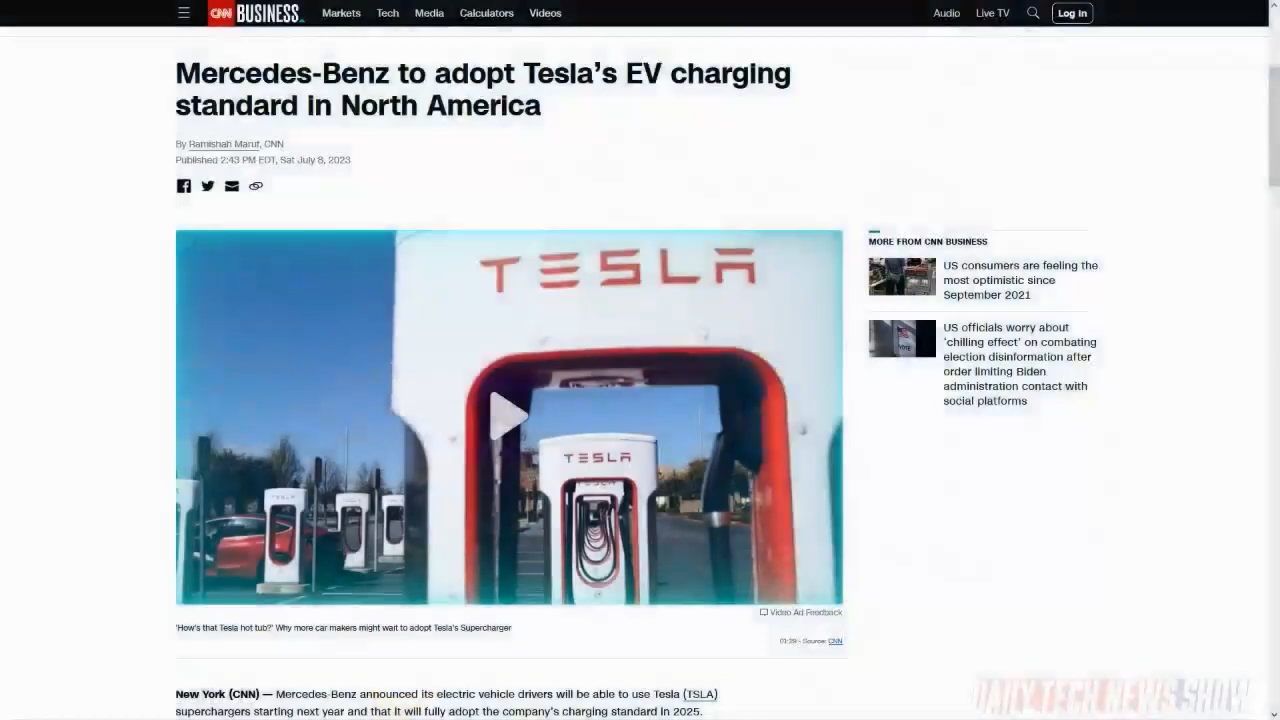 CNN BUSINESS Markets Tech Media Calculators Videos Audio Live TV Log In
Mercedes-Benz to adopt Tesla's EV charging
standard in North America
By Ramishah Maruf, CNN
Published 2:43 PM EDT, Sat July 8, 2023
TESLA
TESLA
TESLA
MORE FROM CNN BUSINESS
US consumers are feeling the
most optimistic since
September 2021
US officials worry about
'chilling effect' on combating
election disinformation after
order limiting Biden
administration contact with
social platforms
VOTE
Video Ad Feedback
'How's that Tesla hot tub?' Why more car makers might wait to adopt Tesla's Supercharger
01:29 - Source: CNN
New York (CNN) — Mercedes-Benz announced its electric vehicle drivers will be able to use Tesla (TSLA)
superchargers starting next year and that it will fully adopt the company's charging standard in 2025.
DAILY TECH NEWS SHOW